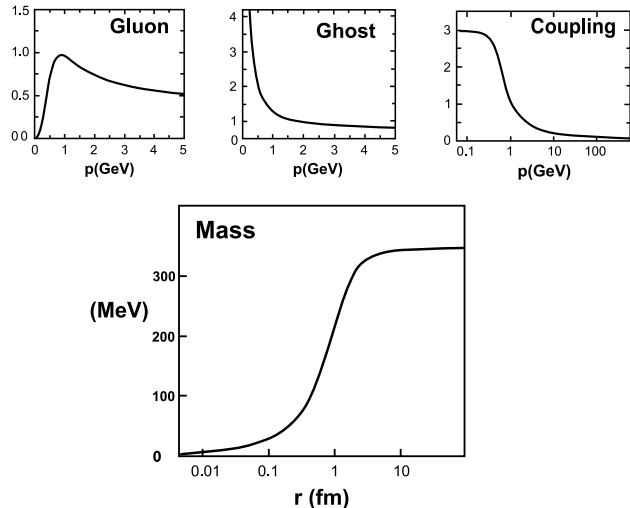 Gluon
1.5
1.0
0.5
0 0
0 1 2 3 4 5
p(GeV)
Ghost
4
3
2
1
0 1 2 3 4 5
p(GeV)
Coupling
4
3
2
1
0
0.1 1 10 100
p(GeV)
Mass
(MeV)
300
200
100
0
0.01 0.1 1 10
r (fm)